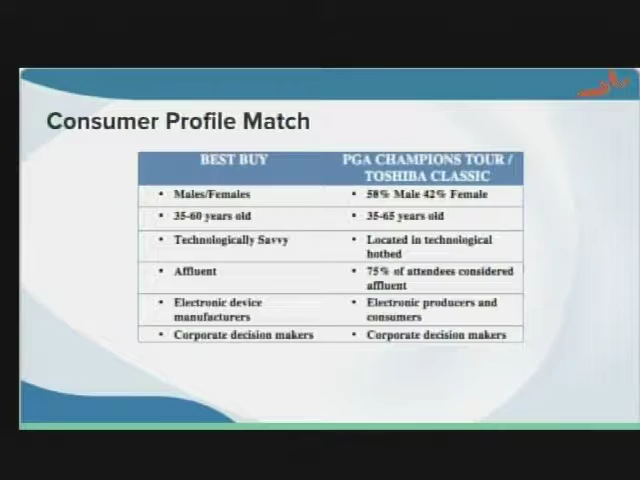 Consumer Profile Match
BEST BUY
PGA CHAMPIONS TOUR /
TOSHIBA CLASSIC
• Males/Females
• 58% Male 42% Female
• 35-60 years old
• 35-65 years old
• Technologically Savvy
• Located in technological
hotbed
• Affluent
• 75% of attendees considered
affluent
• Electronic device
manufacturers
• Electronic producers and
consumers
• Corporate decision makers
• Corporate decision makers